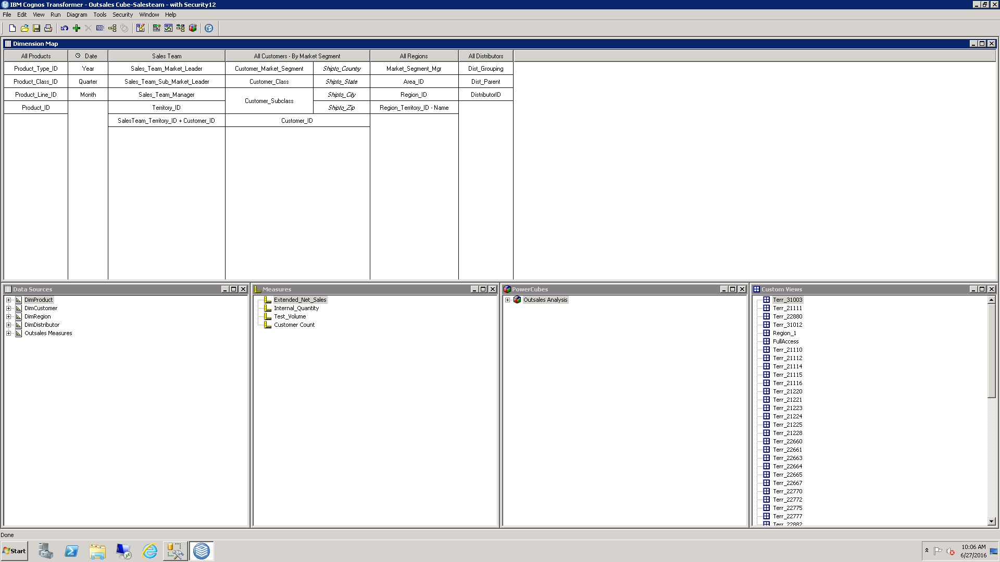 IBM Cognos Transformer - Outsales Cube-Salesteam - with Security12
File Edit View Run Diagram Tools Security Window Help
Dimension Map
All Products Date Sales Team All Customers - By Market Segment All Regions All Distributors
Product_Type_ID Year Sales_Team_Market_Leader Customer_Market_Segment Shipto_Country Market_Segment_Mgr Dist_Grouping
Product_Class_ID Quarter Sales_Team_Sub_Market_Leader Customer_Class Shipto_State Area_ID Dist_Parent
Product_Line_ID Month Sales_Team_Manager Customer_Subclass Shipto_City Region_ID DistributorID
Product_ID Territory_ID Shipto_Zip Region_Territory_ID - Name
SalesTeam_Territory_ID + Customer_ID Customer_ID
Data Sources
DimProduct
DimCustomer
DimRegion
DimDistributor
Outsales Measures
Measures
Extended_Net_Sales
Internal_Quantity
Test_Volume
Customer Count
PowerCubes
Outsales Analysis
Custom Views
Terr_31003
Terr_21111
Terr_22880
Terr_31012
Region_1
FullAccess
Terr_21110
Terr_21112
Terr_21114
Terr_21115
Terr_21116
Terr_21220
Terr_21221
Terr_21223
Terr_21224
Terr_21225
Terr_21228
Terr_22660
Terr_22661
Terr_22663
Terr_22664
Terr_22665
Terr_22667
Terr_22770
Terr_22772
Terr_22775
Terr_22777
Terr_22882
Done
Start
10:06 AM
6/27/2016